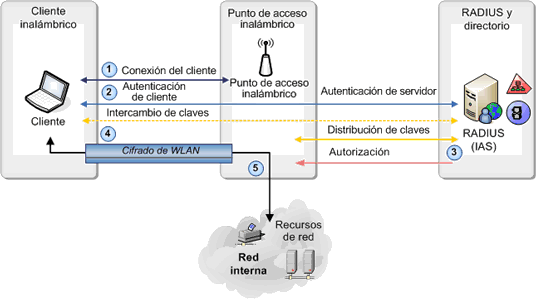 Cliente
inalámbrico
Punto de acceso
inalámbrico
RADIUS y
directorio
1 Conexión del cliente
2 Autenticación
de cliente
Punto de acceso
inalámbrico
Autenticación de servidor
Cliente
Intercambio de claves
RADIUS
(IAS)
Distribución de claves
4
Cifrado de WLAN
Autorización
3
5
Recursos
de red
Red
interna